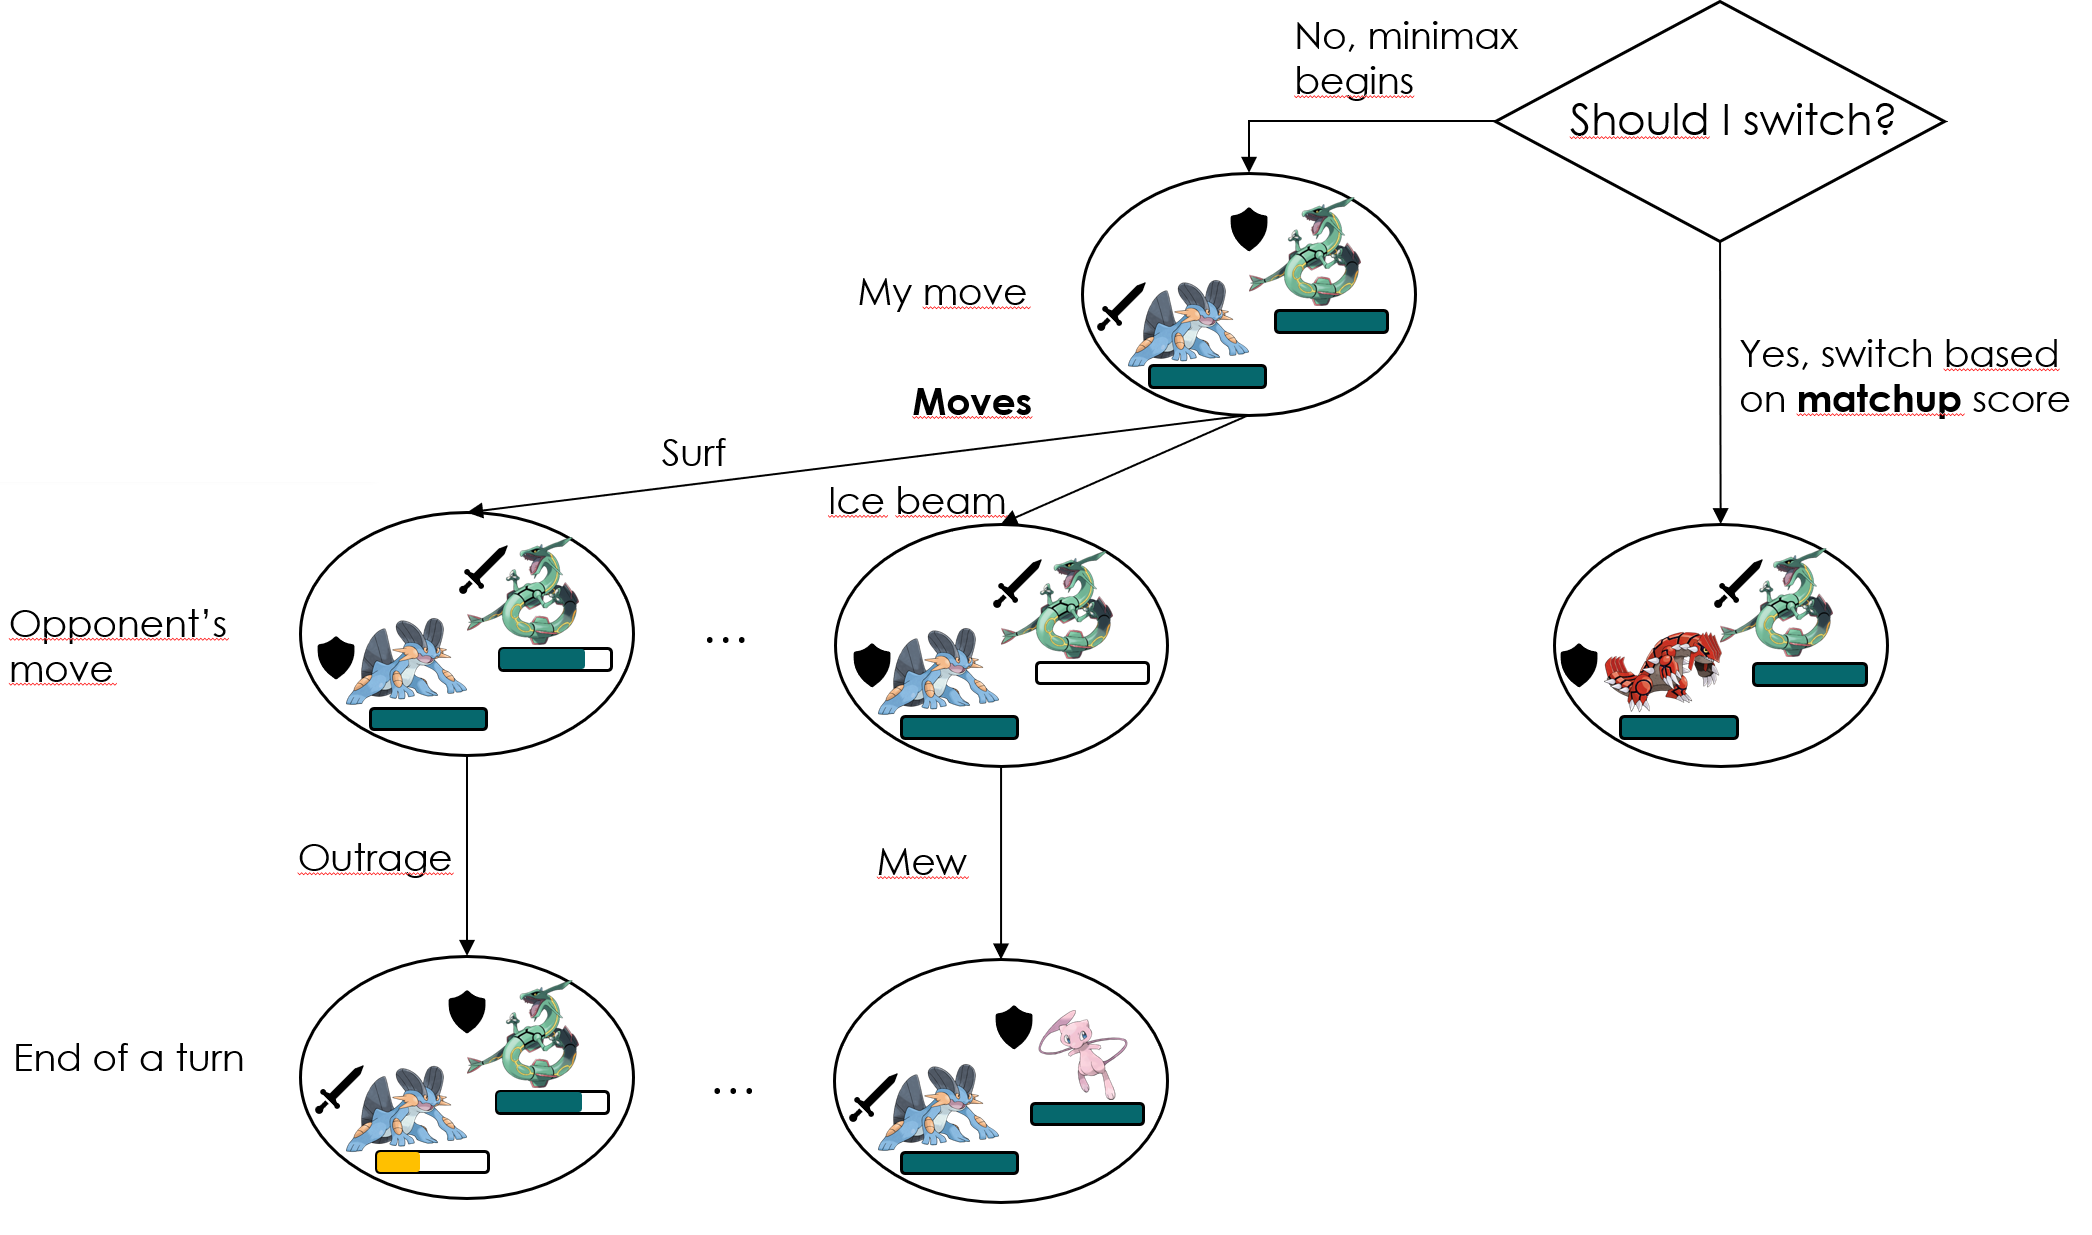 No, minimax
begins
Should I switch?
My move
Yes, switch based
on matchup score
Moves
Surf
Ice beam
Opponent’s
move
...
Outrage
Mew
End of a turn
...